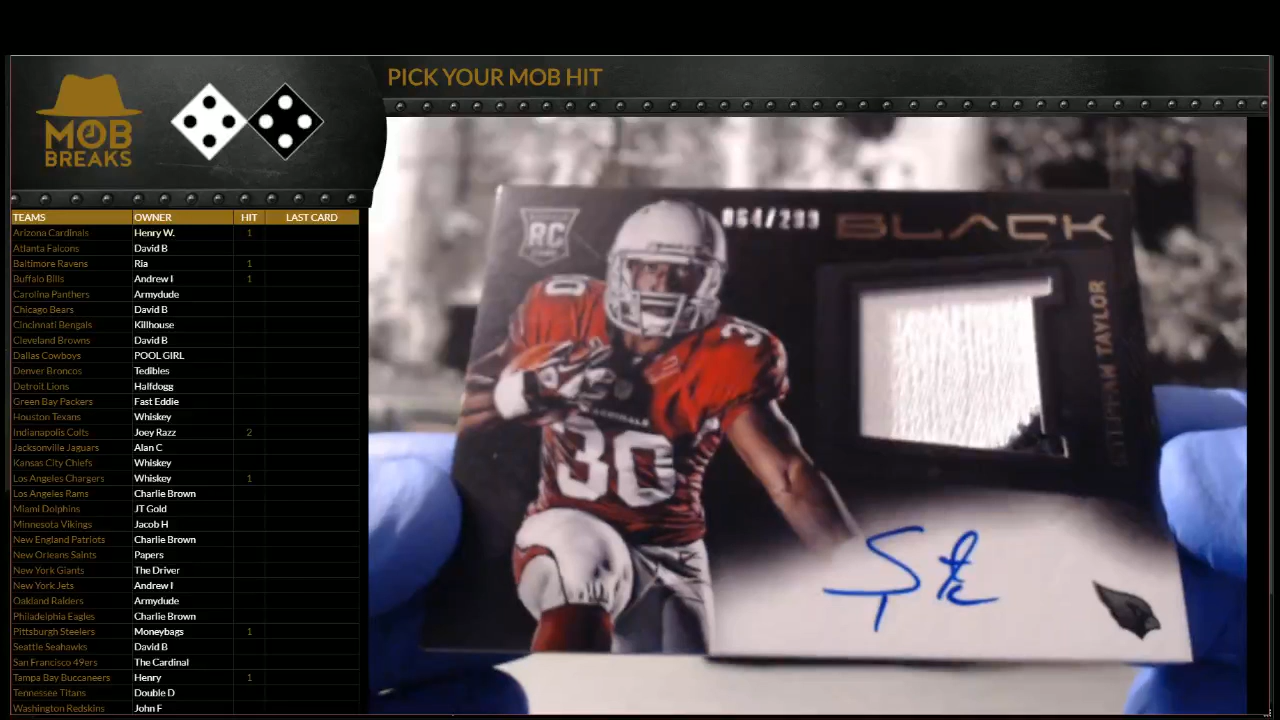 MOB
BREAKS
PICK YOUR MOB HIT
TEAMS OWNER HIT LAST CARD
Arizona Cardinals Henry W. 1
Atlanta Falcons David B
Baltimore Ravens Ria 1
Buffalo Bills Andrew I 1
Carolina Panthers Armydude
Chicago Bears David B
Cincinnati Bengals Killhouse
Cleveland Browns David B
Dallas Cowboys POOL GIRL
Denver Broncos Tedibles
Detroit Lions Halfdogg
Green Bay Packers Fast Eddie
Houston Texans Whiskey
Indianapolis Colts Joey Razz 2
Jacksonville Jaguars Alan C
Kansas City Chiefs Whiskey
Los Angeles Chargers Whiskey 1
Los Angeles Rams Charlie Brown
Miami Dolphins JT Gold
Minnesota Vikings Jacob H
New England Patriots Charlie Brown
New Orleans Saints Papers
New York Giants The Driver
New York Jets Andrew I
Oakland Raiders Armydude
Philadelphia Eagles Charlie Brown
Pittsburgh Steelers Moneybags 1
Seattle Seahawks David B
San Francisco 49ers The Cardinal
Tampa Bay Buccaneers Henry 1
Tennessee Titans Double D
Washington Redskins John F
RC
BLACK
STEPFAN TAYLOR
30
30
CARDINALS